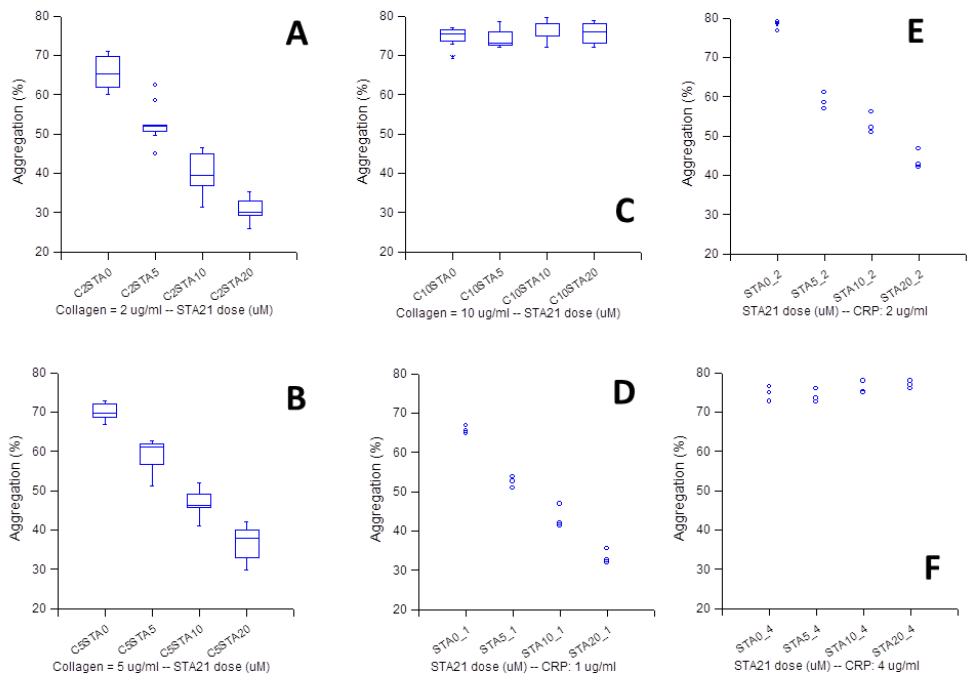 A
Aggregation (%)
80
70
60
50
40
30
20
C2STA0
C2STA5
C2STA10
C2STA20
Collagen = 2 ug/ml -- STA21 dose (uM)
C
Aggregation (%)
80
70
60
50
40
30
20
C10STA0
C10STA5
C10STA10
C10STA20
Collagen = 10 ug/ml -- STA21 dose (uM)
E
Aggregation (%)
80
70
60
50
40
30
20
STA0_2
STA5_2
STA10_2
STA20_2
STA21 dose (uM) -- CRP: 2 ug/ml
B
Aggregation (%)
80
70
60
50
40
30
20
C5STA0
C5STA5
C5STA10
C5STA20
Collagen = 5 ug/ml -- STA21 dose (uM)
D
Aggregation (%)
80
70
60
50
40
30
20
STA0_1
STA5_1
STA10_1
STA20_1
STA21 dose (uM) -- CRP: 1 ug/ml
F
Aggregation (%)
80
70
60
50
40
30
20
STA0_4
STA5_4
STA10_4
STA20_4
STA21 dose (uM) -- CRP: 4 ug/ml